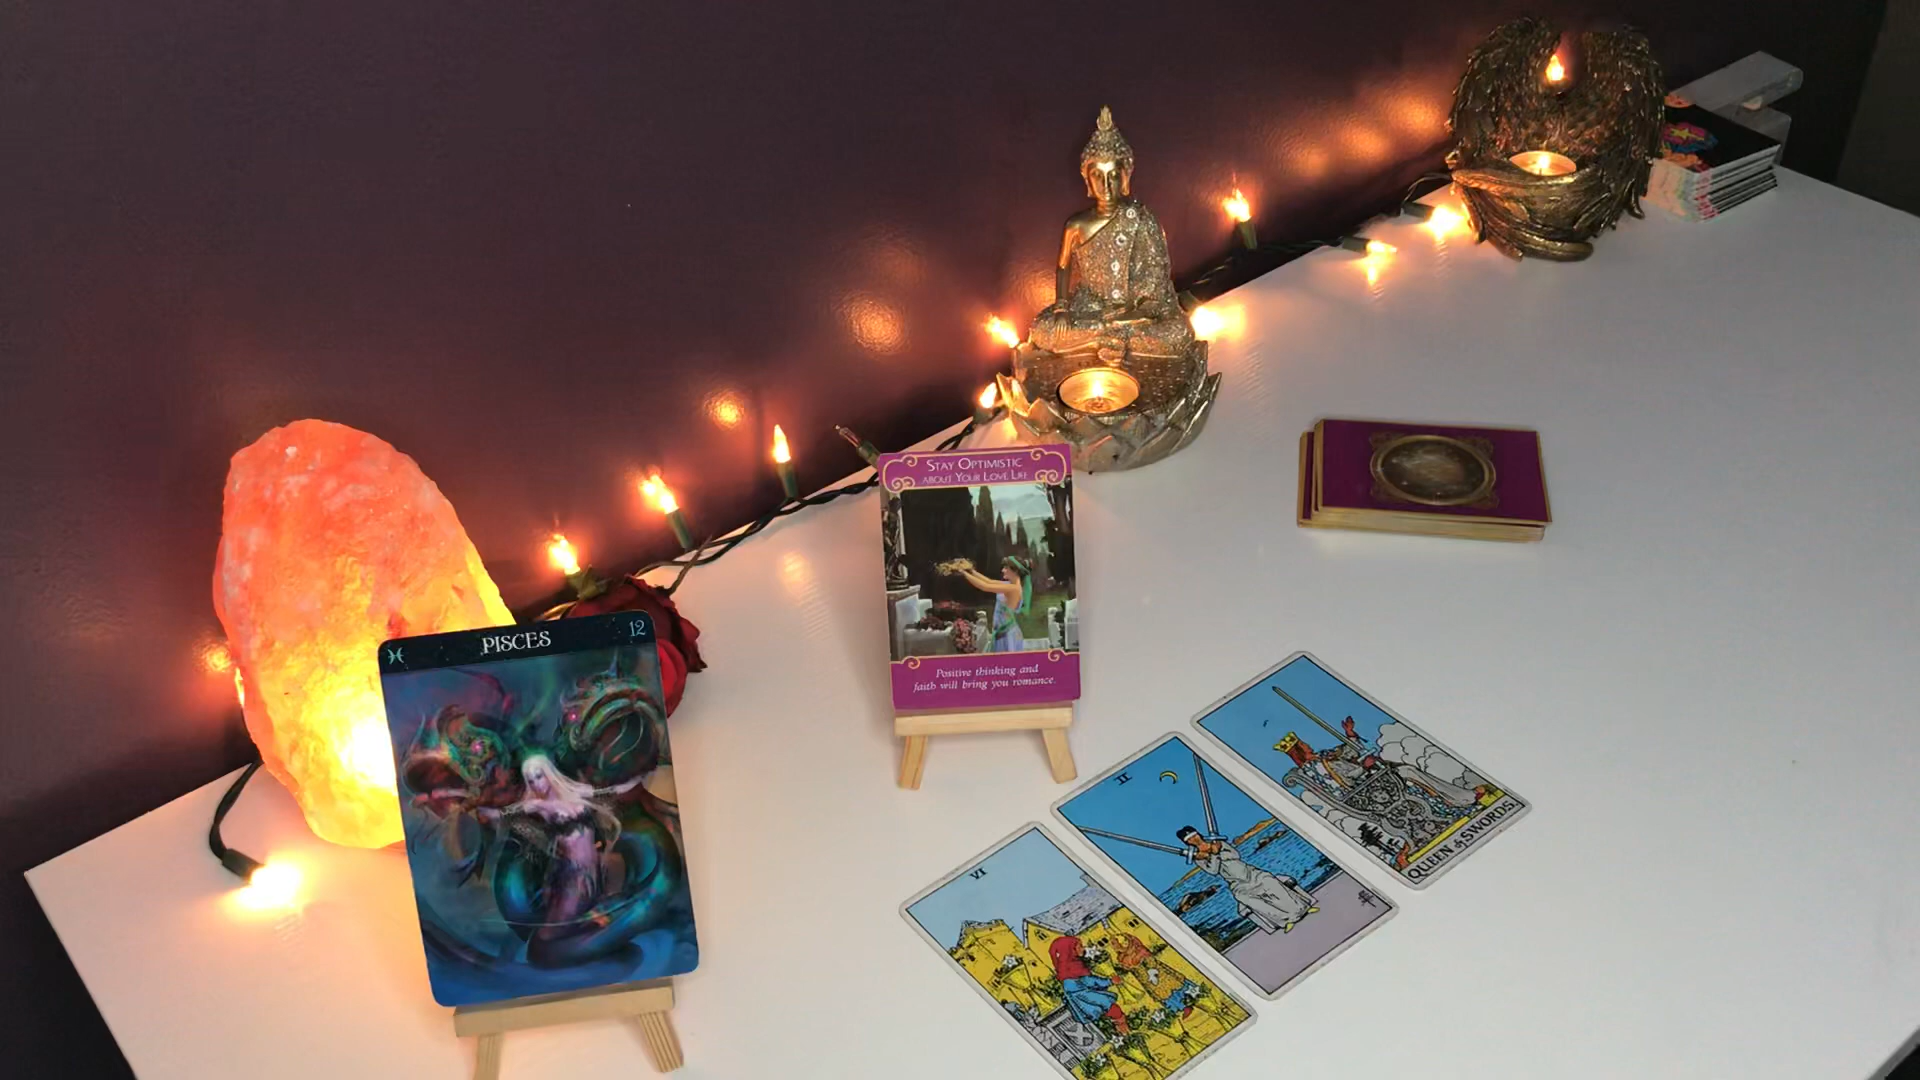 PISCES 12
STAY OPTIMISTIC
ABOUT YOUR LOVE LIFE
Positive thinking and
faith will bring you romance.
VI
II
QUEEN of SWORDS.